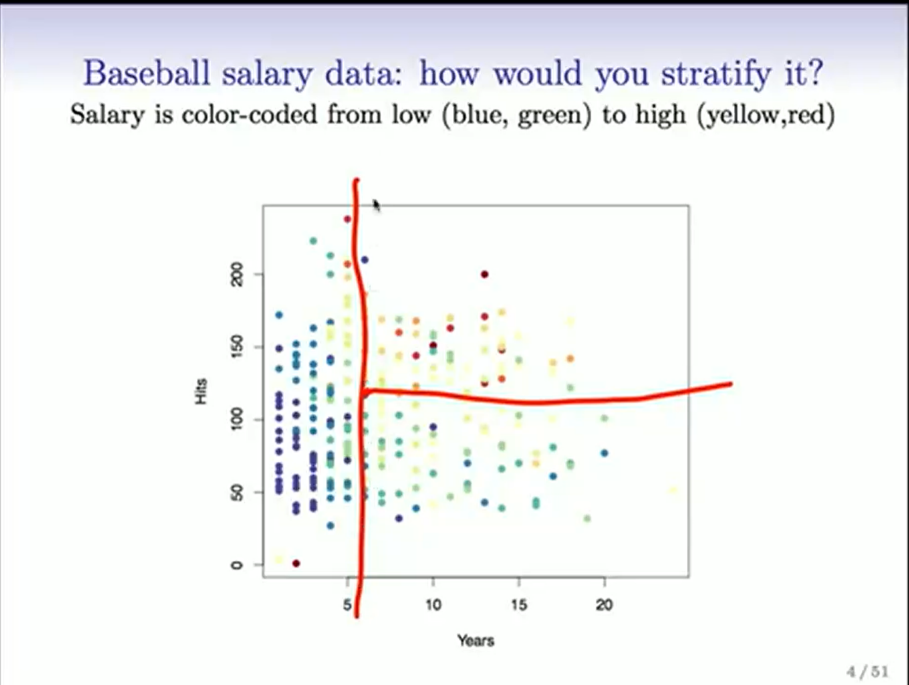 Baseball salary data: how would you stratify it?
Salary is color-coded from low (blue, green) to high (yellow,red)
200
150
100
50
0
Hits
5 10 15 20
Years
4 / 51